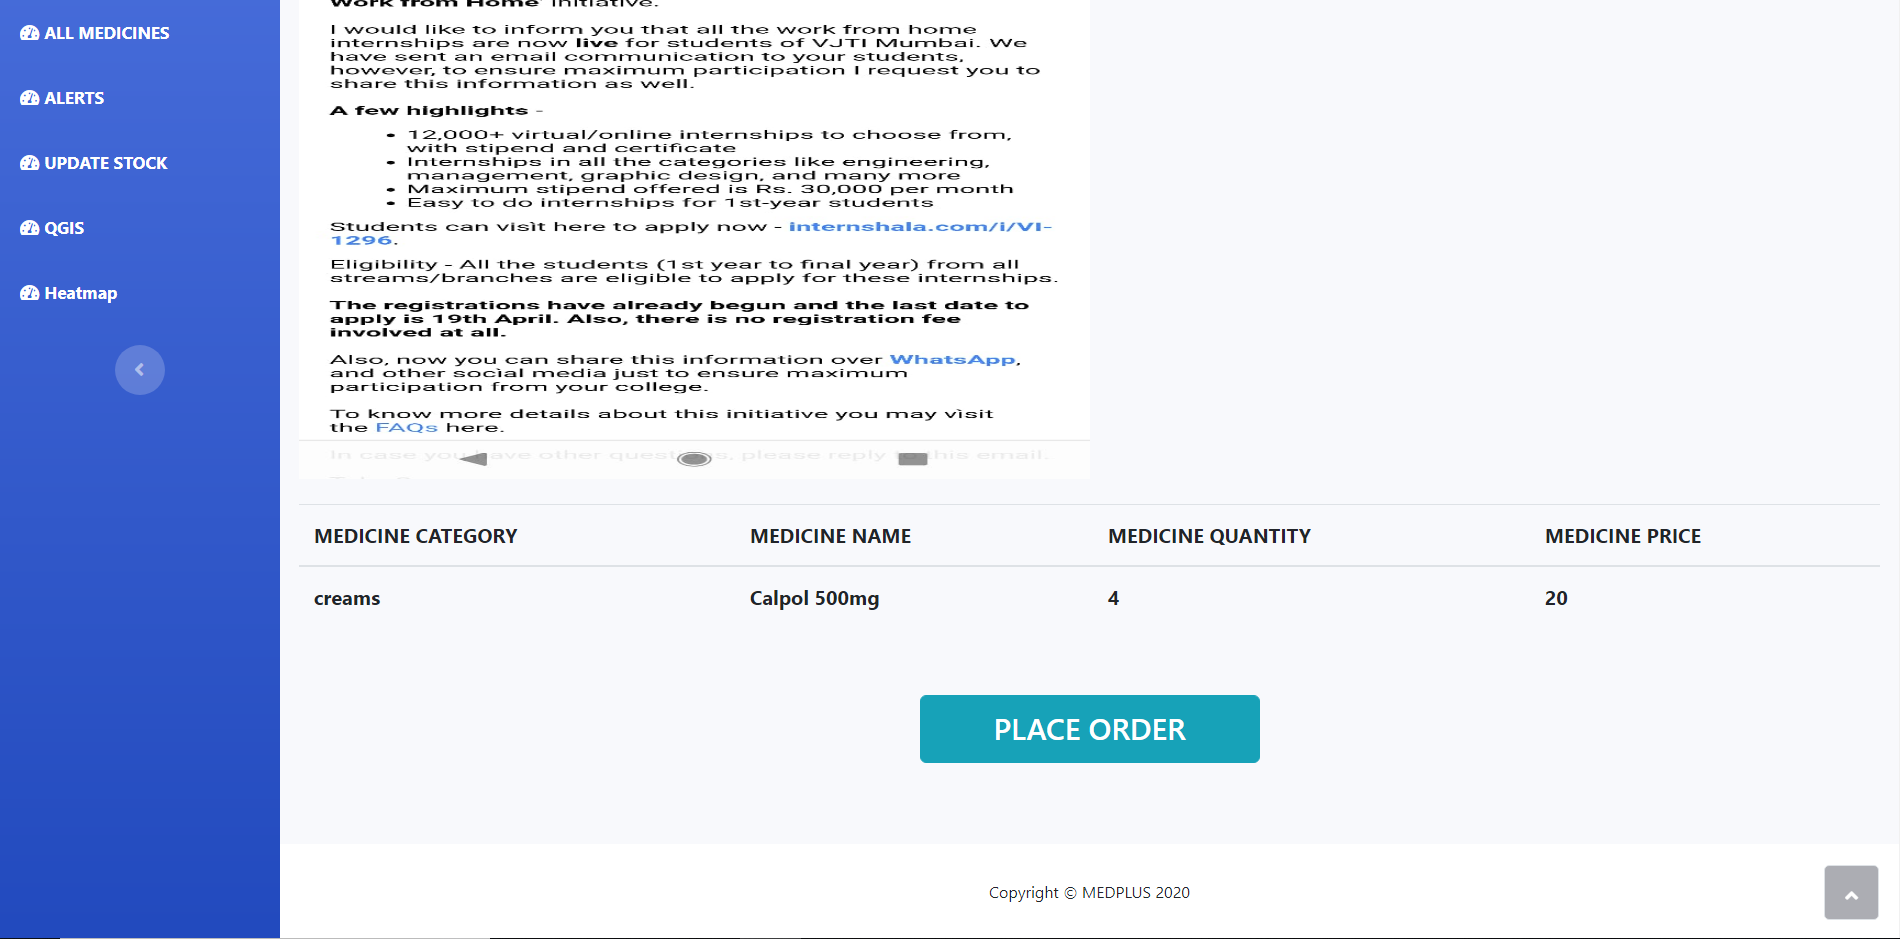 ALL MEDICINES
ALERTS
UPDATE STOCK
QGIS
Heatmap
Work from Home' initiative.
I would like to inform you that all the work from home
internships are now live for students of VJTI Mumbai. We
have sent an email communication to your students,
however, to ensure maximum participation I request you to
share this information as well.
A few highlights -
• 12,000+ virtual/online internships to choose from,
with stipend and certificate
• Internships in all the categories like engineering,
management, graphic design, and many more
• Maximum stipend offered is Rs. 30,000 per month
• Easy to do internships for 1st-year students
Students can visit here to apply now - internshala.com/i/VI-
1296.
Eligibility - All the students (1st year to final year) from all
streams/branches are eligible to apply for these internships.
The registrations have already begun and the last date to
apply is 19th April. Also, there is no registration fee
involved at all.
Also, now you can share this information over WhatsApp,
and other social media just to ensure maximum
participation from your college.
To know more details about this initiative you may visit
the FAQs here.
In case you have other questions, please reply to this email.
MEDICINE CATEGORY MEDICINE NAME MEDICINE QUANTITY MEDICINE PRICE
creams Calpol 500mg 4 20
PLACE ORDER
Copyright © MEDPLUS 2020